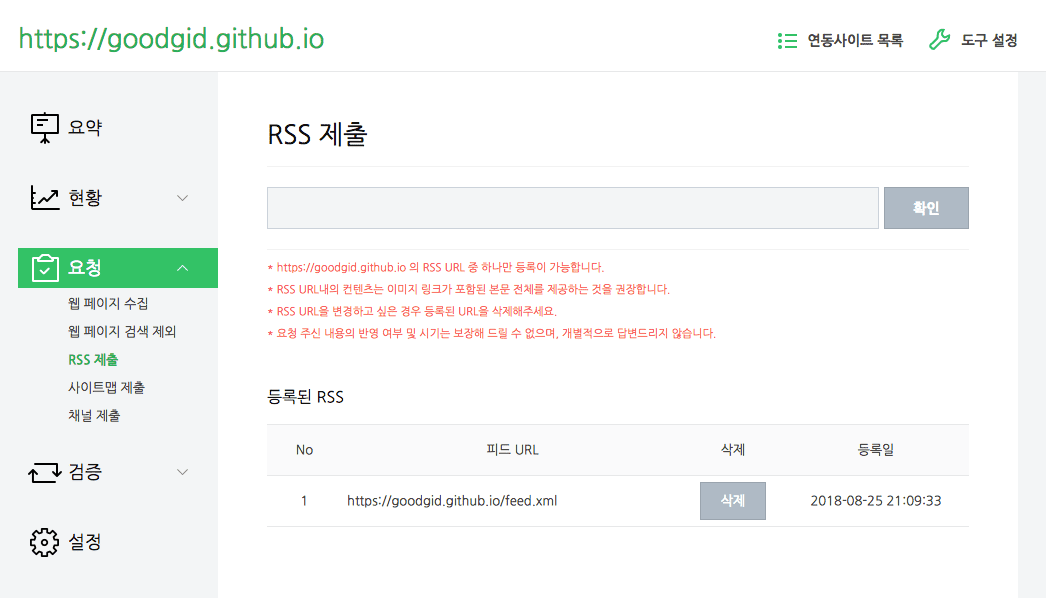 https://goodgid.github.io
연동사이트 목록
도구 설정
요약
현황
요청
웹 페이지 수집
웹 페이지 검색 제외
RSS 제출
사이트맵 제출
채널 제출
검증
설정
RSS 제출
확인
* https://goodgid.github.io 의 RSS URL 중 하나만 등록이 가능합니다.
* RSS URL내의 컨텐츠는 이미지 링크가 포함된 본문 전체를 제공하는 것을 권장합니다.
* RSS URL을 변경하고 싶은 경우 등록된 URL을 삭제해주세요.
* 요청 주신 내용의 반영 여부 및 시기는 보장해 드릴 수 없으며, 개별적으로 답변드리지 않습니다.
등록된 RSS
No 피드 URL 삭제 등록일
1 https://goodgid.github.io/feed.xml 삭제 2018-08-25 21:09:33